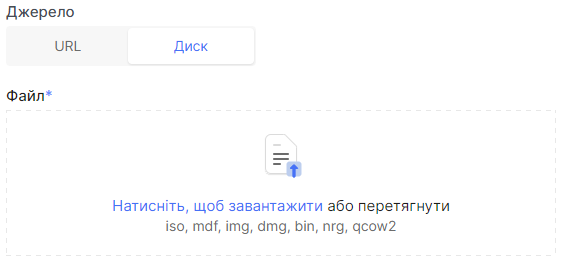 Джерело
URL
Диск
Файл*
Натисніть, щоб завантажити або перетягнути
iso, mdf, img, dmg, bin, nrg, qcow2